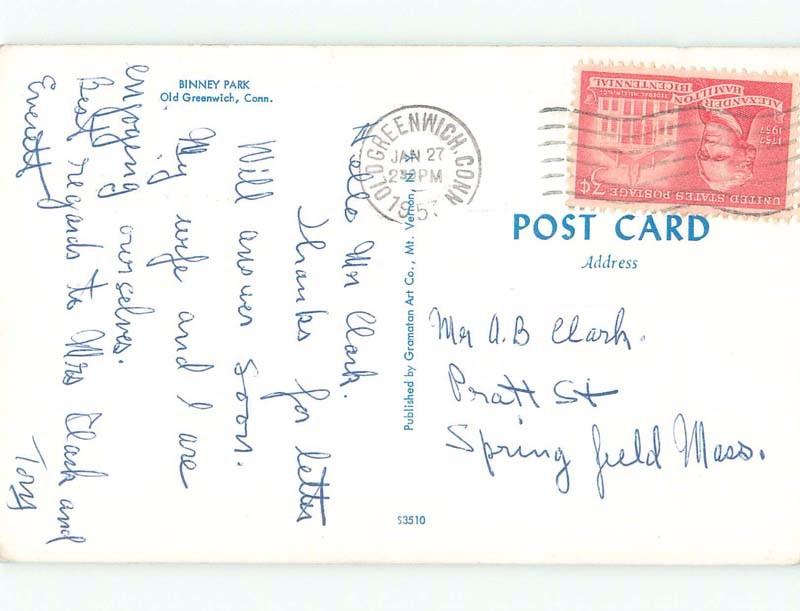 BINNEY PARK
Old Greenwich, Conn.
Hello Mr Clark.
Thanks for letter
Will answer soon.
My wife and I are
enjoying ourselves.
Best regards to Mrs Clark and
Everett
Tony
OLD GREENWICH, CONN
JAN 27
2 PM
1957
Published by Gramatan Art Co., Mt. Vernon, N.Y.
S3510
UNITED STATES POSTAGE
3¢
1757 1957
ALEXANDER
HAMILTON
BICENTENNIAL
FEDERAL HALL, N.Y.C.
POST CARD
Address
Mr A.B Clark.
Pratt St
Springfield Mass.